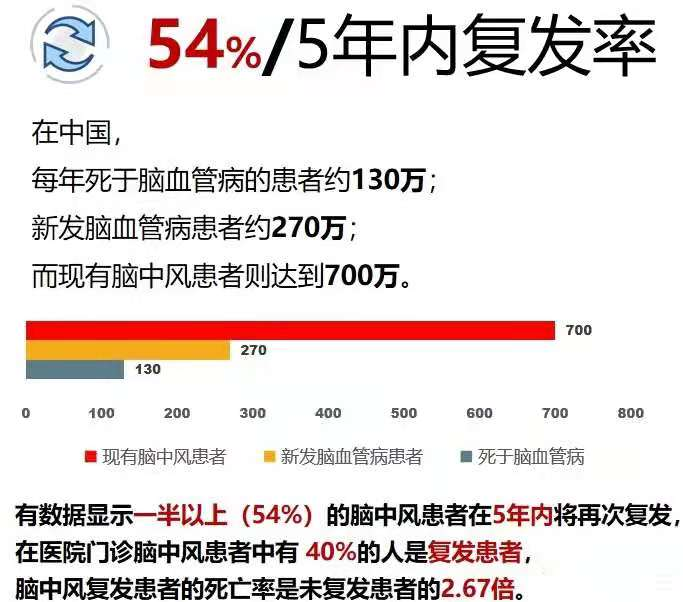 54%/5年内复发率
在中国，
每年死于脑血管病的患者约130万；
新发脑血管病患者约270万；
而现有脑中风患者则达到700万。
700
270
130
0 100 200 300 400 500 600 700 800
现有脑中风患者 新发脑血管病患者 死于脑血管病
有数据显示一半以上（54%）的脑中风患者在5年内将再次复发，
在医院门诊脑中风患者中有 40%的人是复发患者，
脑中风复发患者的死亡率是未复发患者的2.67倍。